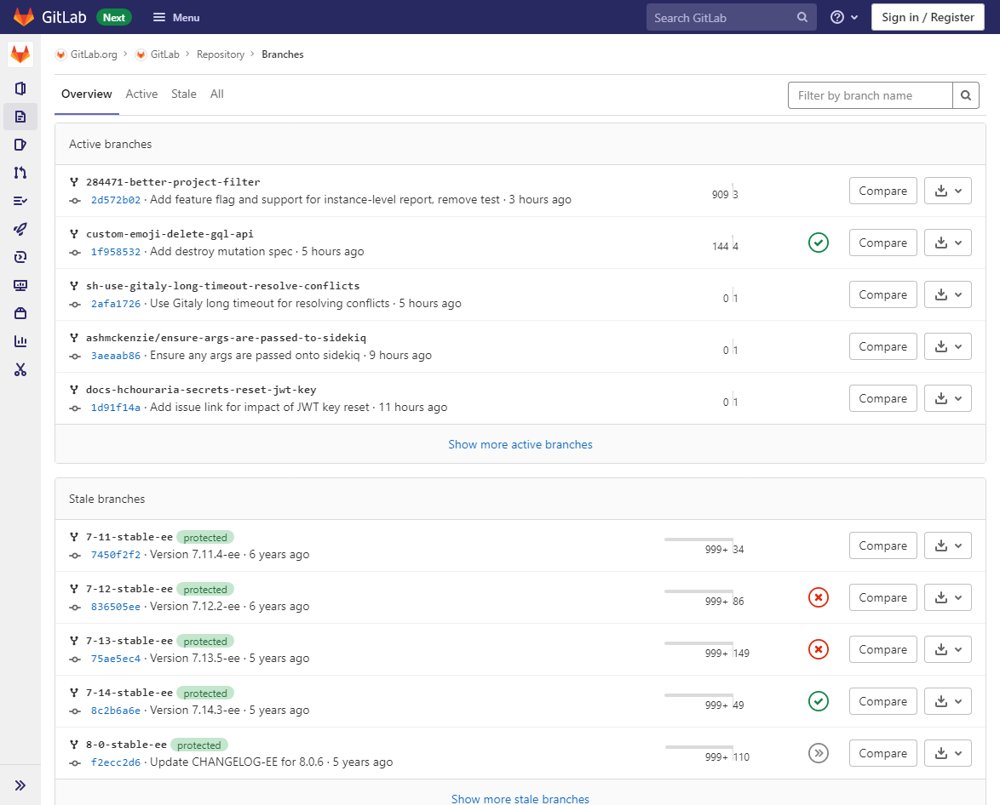 GitLab Next Menu Search GitLab Sign in / Register
GitLab.org › GitLab › Repository › Branches
Overview Active Stale All Filter by branch name
Active branches
284471-better-project-filter
2d572b02 · Add feature flag and support for instance-level report, remove test · 3 hours ago
909 3 Compare
custom-emoji-delete-gql-api
1f958532 · Add destroy mutation spec · 5 hours ago
144 4 Compare
sh-use-gitaly-long-timeout-resolve-conflicts
2afa1726 · Use Gitaly long timeout for resolving conflicts · 5 hours ago
0 1 Compare
ashmckenzie/ensure-args-are-passed-to-sidekiq
3aeaab86 · Ensure any args are passed onto sidekiq · 9 hours ago
0 1 Compare
docs-hchouraria-secrets-reset-jwt-key
1d91f14a · Add issue link for impact of JWT key reset · 11 hours ago
0 1 Compare
Show more active branches
Stale branches
7-11-stable-ee protected
7450f2f2 · Version 7.11.4-ee · 6 years ago
999+ 34 Compare
7-12-stable-ee protected
836505ee · Version 7.12.2-ee · 6 years ago
999+ 86 Compare
7-13-stable-ee protected
75ae5ec4 · Version 7.13.5-ee · 5 years ago
999+ 149 Compare
7-14-stable-ee protected
8c2b6a6e · Version 7.14.3-ee · 5 years ago
999+ 49 Compare
8-0-stable-ee protected
f2ecc2d6 · Update CHANGELOG-EE for 8.0.6 · 5 years ago
999+ 110 Compare
Show more stale branches